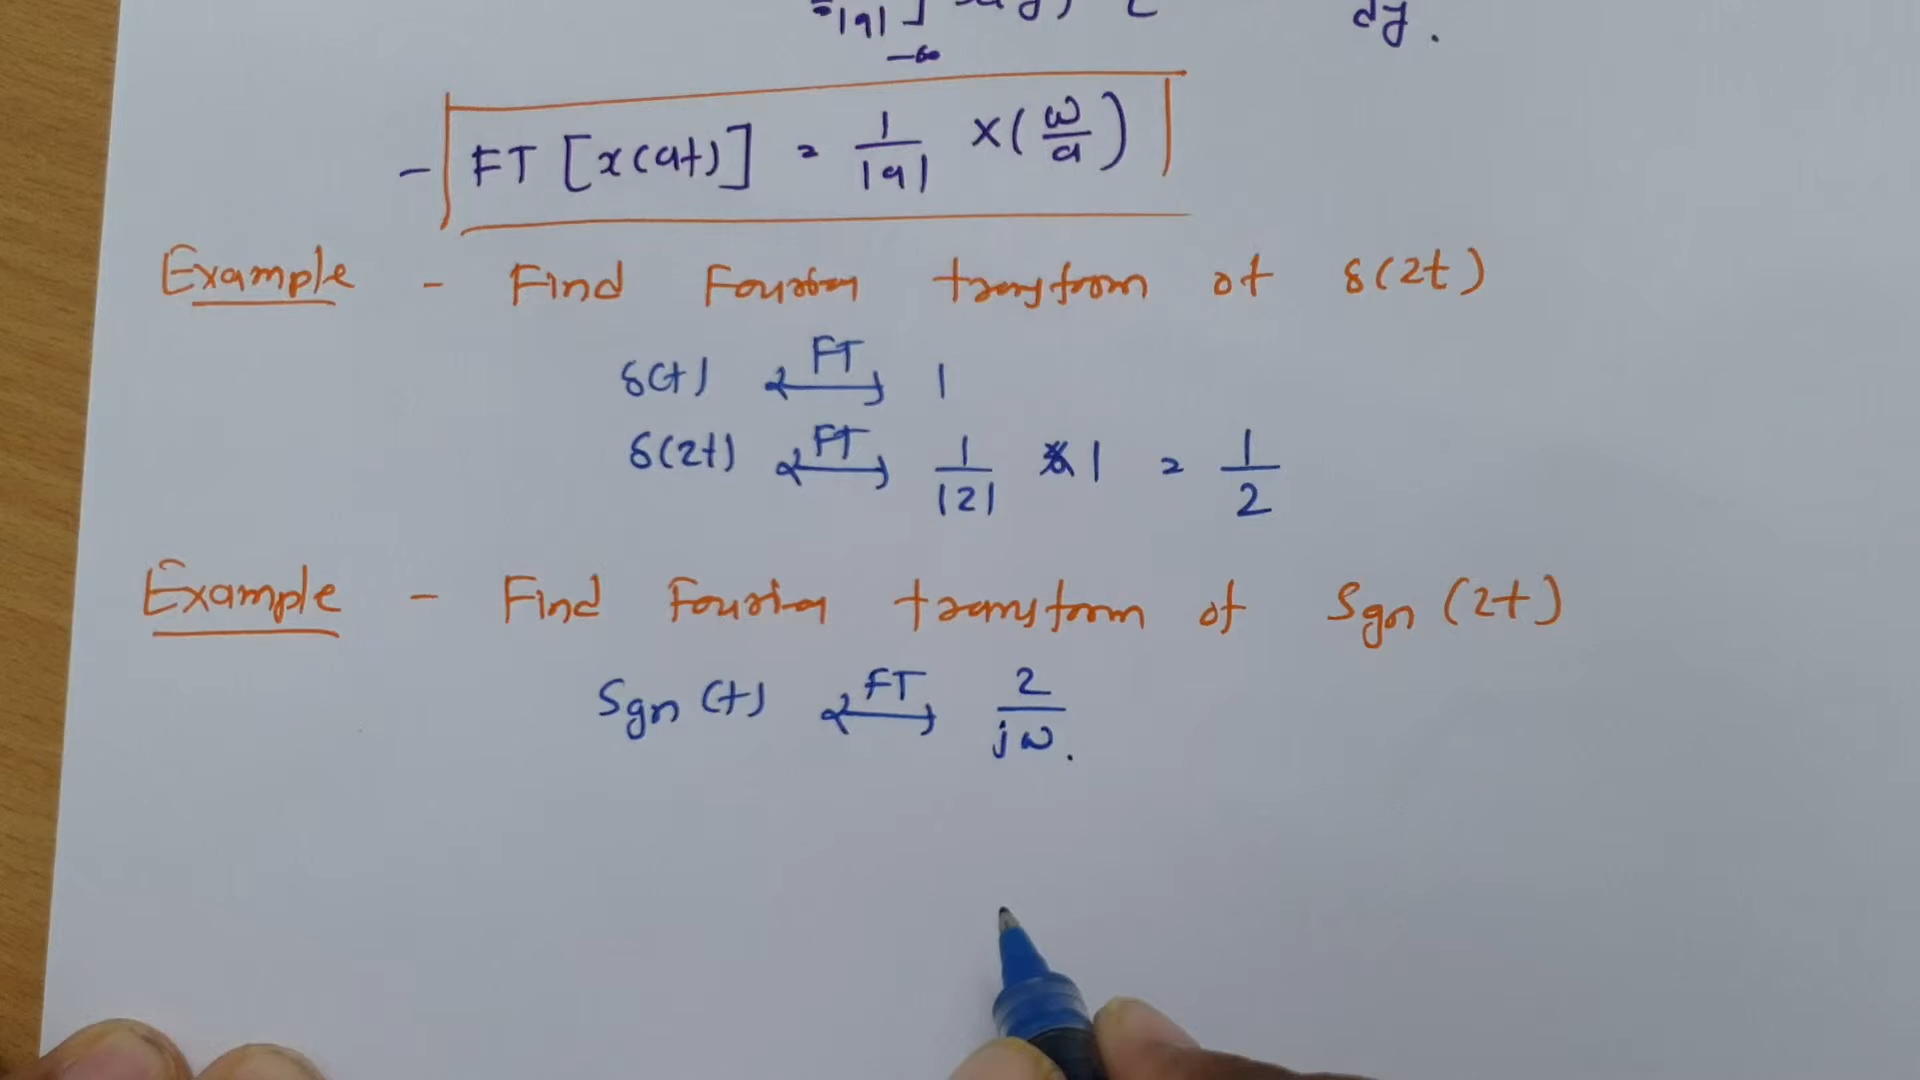 dy.
- FT [x(at)] = 1/|a| X(ω/a)
Example - Find Fourier transform of δ(2t)
δ(t) <-FT-> 1
δ(2t) <-FT-> 1/|2| × 1 = 1/2
Example - Find Fourier transform of Sgn (2t)
Sgn (t) <-FT-> 2/jω.